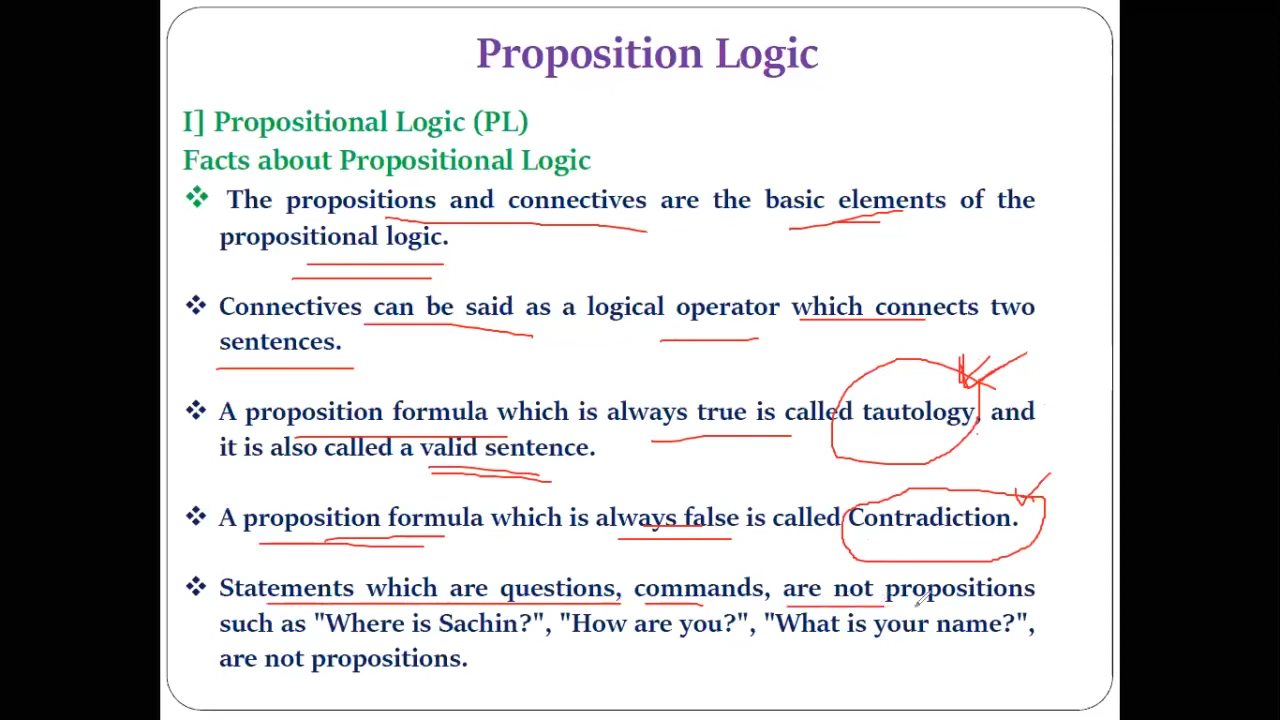 Proposition Logic
I] Propositional Logic (PL)
Facts about Propositional Logic
The propositions and connectives are the basic elements of the
propositional logic.
Connectives can be said as a logical operator which connects two
sentences.
A proposition formula which is always true is called tautology, and
it is also called a valid sentence.
A proposition formula which is always false is called Contradiction.
Statements which are questions, commands, are not propositions
such as "Where is Sachin?", "How are you?", "What is your name?",
are not propositions.